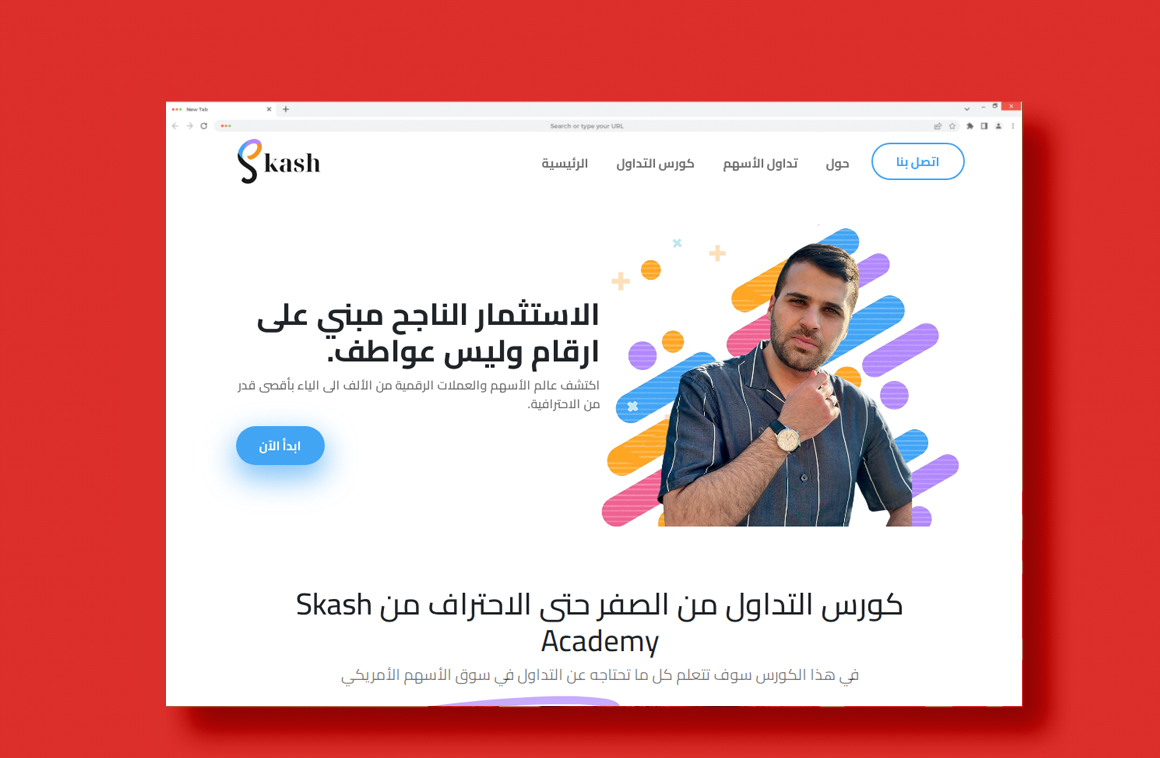 New Tab
Search or type your URL
Skash
الرئيسية
كورس التداول
تداول الأسهم
حول
اتصل بنا
الاستثمار الناجح مبني على
ارقام وليس عواطف.
اكتشف عالم الأسهم والعملات الرقمية من الألف الى الياء بأقصى قدر
من الاحترافية.
ابدأ الآن
كورس التداول من الصفر حتى الاحتراف من Skash
Academy
في هذا الكورس سوف تتعلم كل ما تحتاجه عن التداول في سوق الأسهم الأمريكي